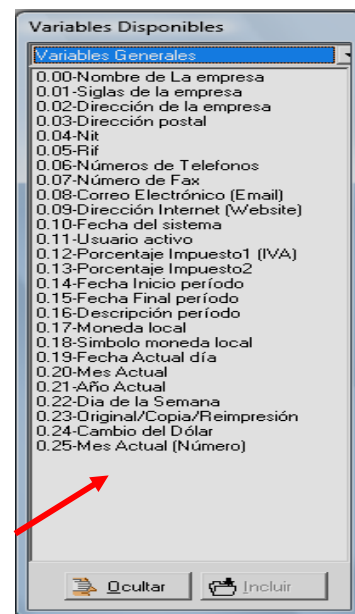 Variables Disponibles
Variables Generales
0.00-Nombre de La empresa
0.01-Siglas de la empresa
0.02-Dirección de la empresa
0.03-Dirección postal
0.04-Nit
0.05-Rif
0.06-Números de Telefonos
0.07-Número de Fax
0.08-Correo Electrónico (Email)
0.09-Dirección Internet (Website)
0.10-Fecha del sistema
0.11-Usuario activo
0.12-Porcentaje Impuesto1 (IVA)
0.13-Porcentaje Impuesto2
0.14-Fecha Inicio período
0.15-Fecha Final período
0.16-Descripción período
0.17-Moneda local
0.18-Simbolo moneda local
0.19-Fecha Actual día
0.20-Mes Actual
0.21-Año Actual
0.22-Dia de la Semana
0.23-Original/Copia/Reimpresión
0.24-Cambio del Dólar
0.25-Mes Actual (Número)
Ocultar Incluir